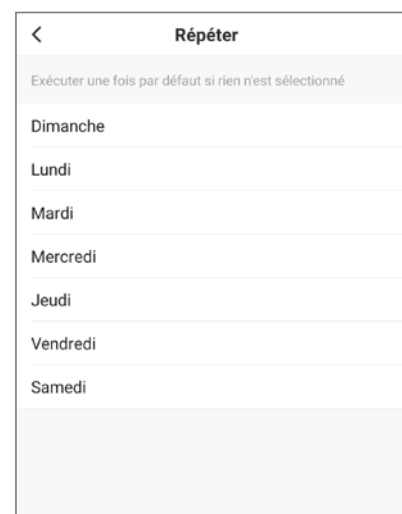 Répéter
Exécuter une fois par défaut si rien n'est sélectionné
Dimanche
Lundi
Mardi
Mercredi
Jeudi
Vendredi
Samedi